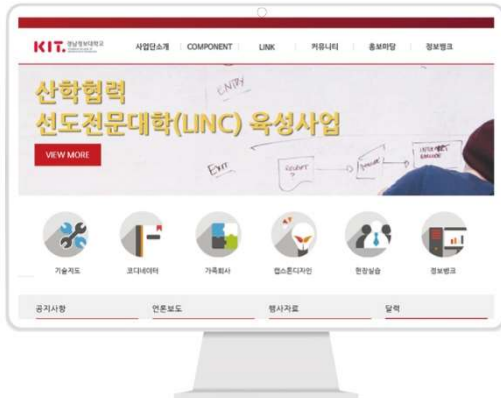 KIT. 경남정보대학교
사업단소개 COMPONENT LINK 커뮤니티 홍보마당 정보뱅크
산학협력
선도전문대학(LINC) 육성사업
VIEW MORE
ENTRY
EXIT
기술지도 코디네이터 가족회사 캡스톤디자인 현장실습 정보뱅크
공지사항 언론보도 행사자료 달력